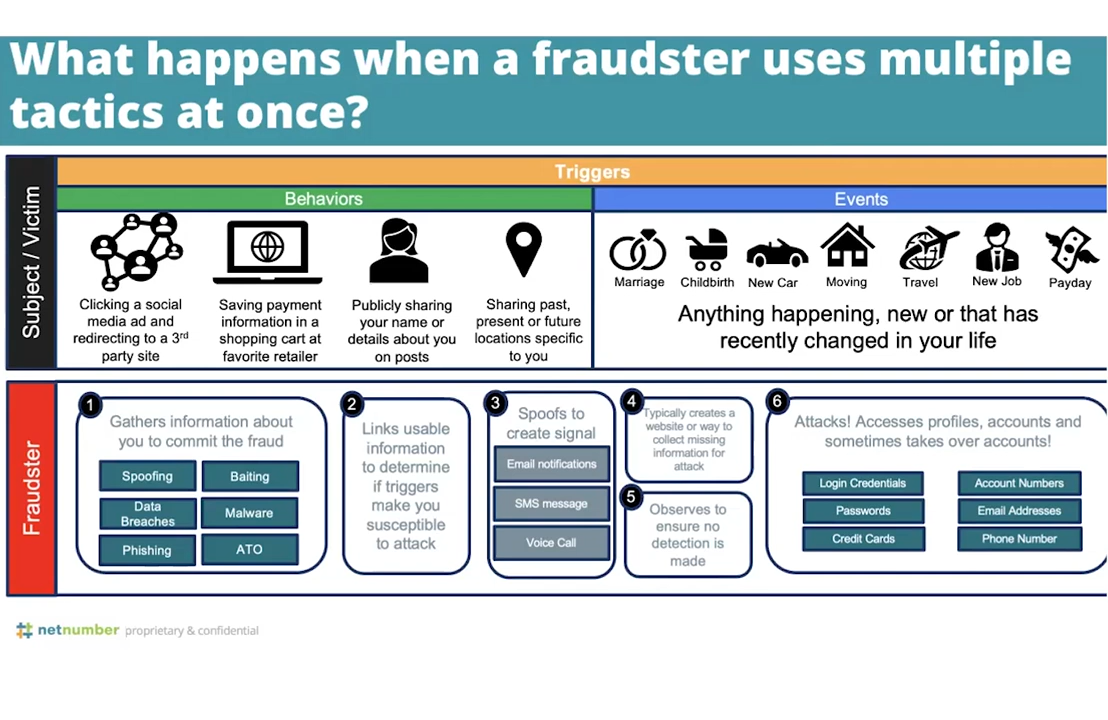 What happens when a fraudster uses multiple
tactics at once?
Subject / Victim
Triggers
Behaviors
Events
Clicking a social
media ad and
redirecting to a 3rd
party site
Saving payment
information in a
shopping cart at
favorite retailer
Publicly sharing
your name or
details about you
on posts
Sharing past,
present or future
locations specific
to you
Marriage
Childbirth
New Car
Moving
Travel
New Job
Payday
Anything happening, new or that has
recently changed in your life
Fraudster
1
Gathers information about
you to commit the fraud
Spoofing
Baiting
Data
Breaches
Malware
Phishing
ATO
2
Links usable
information
to determine
if triggers
make you
susceptible
to attack
3
Spoofs to
create signal
Email notifications
SMS message
Voice Call
4
Typically creates a
website or way to
collect missing
information for
attack
5
Observes to
ensure no
detection is
made
6
Attacks! Accesses profiles, accounts and
sometimes takes over accounts!
Login Credentials
Account Numbers
Passwords
Email Addresses
Credit Cards
Phone Number
netnumber proprietary & confidential